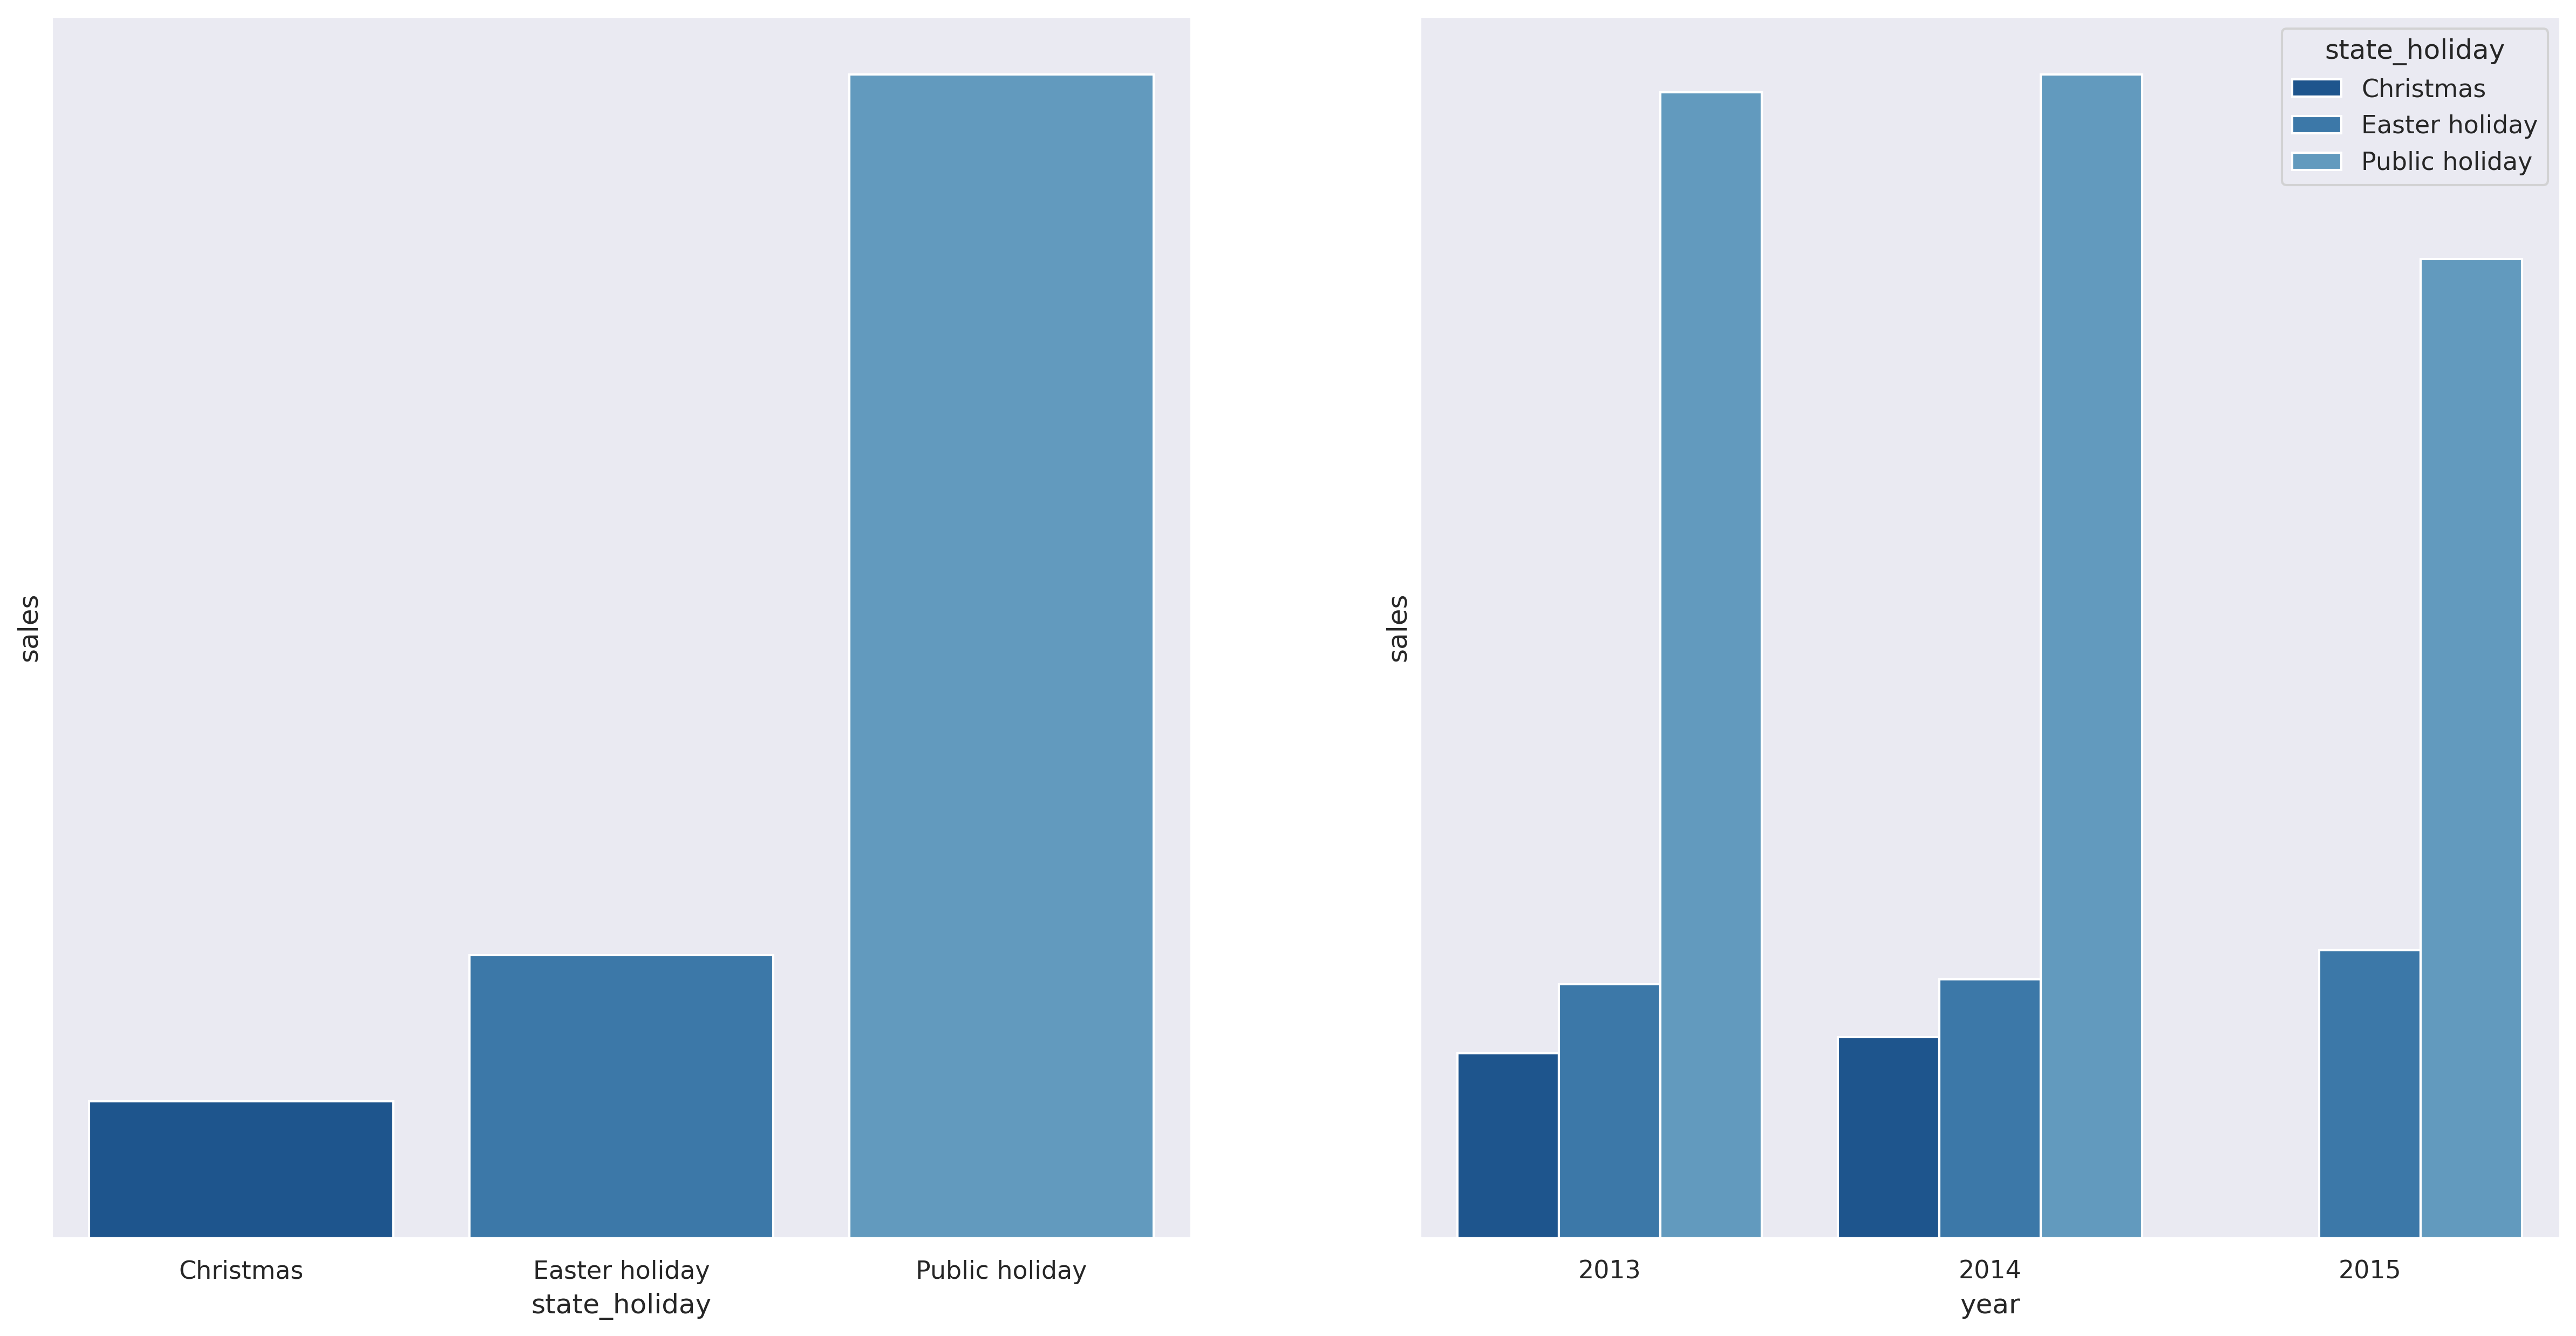 sales
Christmas
Easter holiday
Public holiday
state_holiday
sales
state_holiday
Christmas
Easter holiday
Public holiday
2013
2014
2015
year